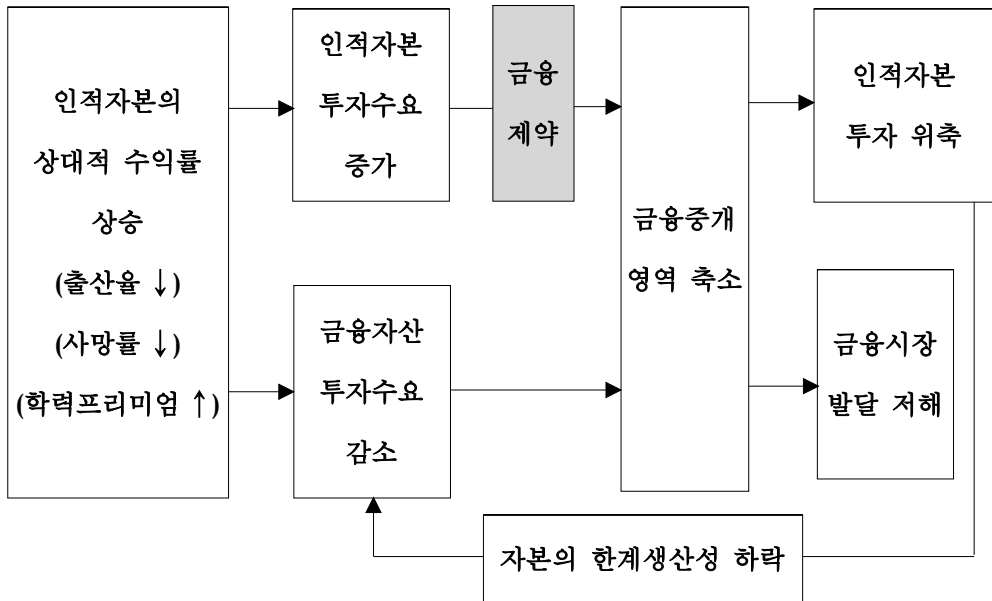 인적자본의
상대적 수익률
상승
(출산율 ↓)
(사망률 ↓)
(학력프리미엄 ↑)
인적자본
투자수요
증가
금융
제약
금융자산
투자수요
감소
금융중개
영역 축소
인적자본
투자 위축
금융시장
발달 저해
자본의 한계생산성 하락